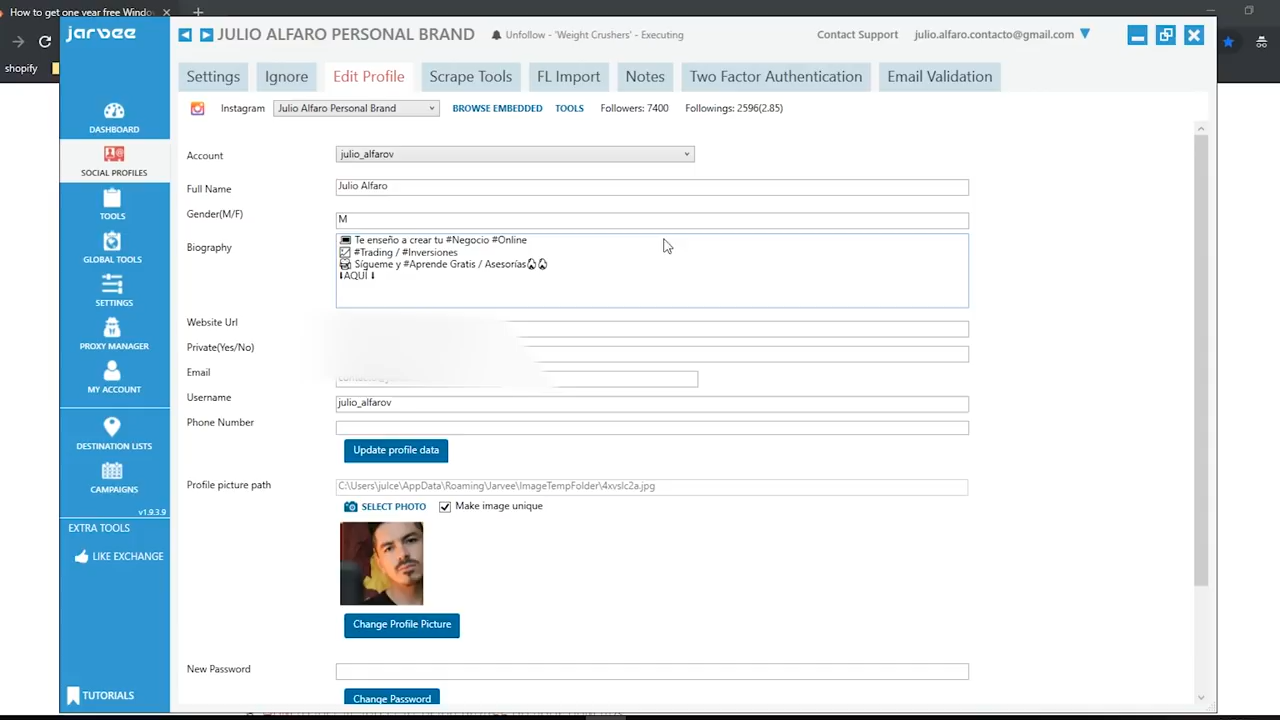 How to get one year free Windows
shopify
jarvee
JULIO ALFARO PERSONAL BRAND
Unfollow - 'Weight Crushers' - Executing
Contact Support
julio.alfaro.contacto@gmail.com
Settings
Ignore
Edit Profile
Scrape Tools
FL Import
Notes
Two Factor Authentication
Email Validation
Instagram
Julio Alfaro Personal Brand
BROWSE EMBEDDED
TOOLS
Followers: 7400
Followings: 2596(2.85)
DASHBOARD
SOCIAL PROFILES
TOOLS
GLOBAL TOOLS
SETTINGS
PROXY MANAGER
MY ACCOUNT
DESTINATION LISTS
CAMPAIGNS
v1.9.3.9
EXTRA TOOLS
LIKE EXCHANGE
TUTORIALS
Account
julio_alfarov
Full Name
Julio Alfaro
Gender(M/F)
M
Biography
Te enseño a crear tu #Negocio #Online
#Trading / #Inversiones
Sígueme y #Aprende Gratis / Asesorías
⬇AQUÍ⬇
Website Url
Private(Yes/No)
Email
Username
julio_alfarov
Phone Number
Update profile data
Profile picture path
C:\Users\julce\AppData\Roaming\Jarvee\ImageTempFolder\4xvslc2a.jpg
SELECT PHOTO
Make image unique
Change Profile Picture
New Password
Change Password